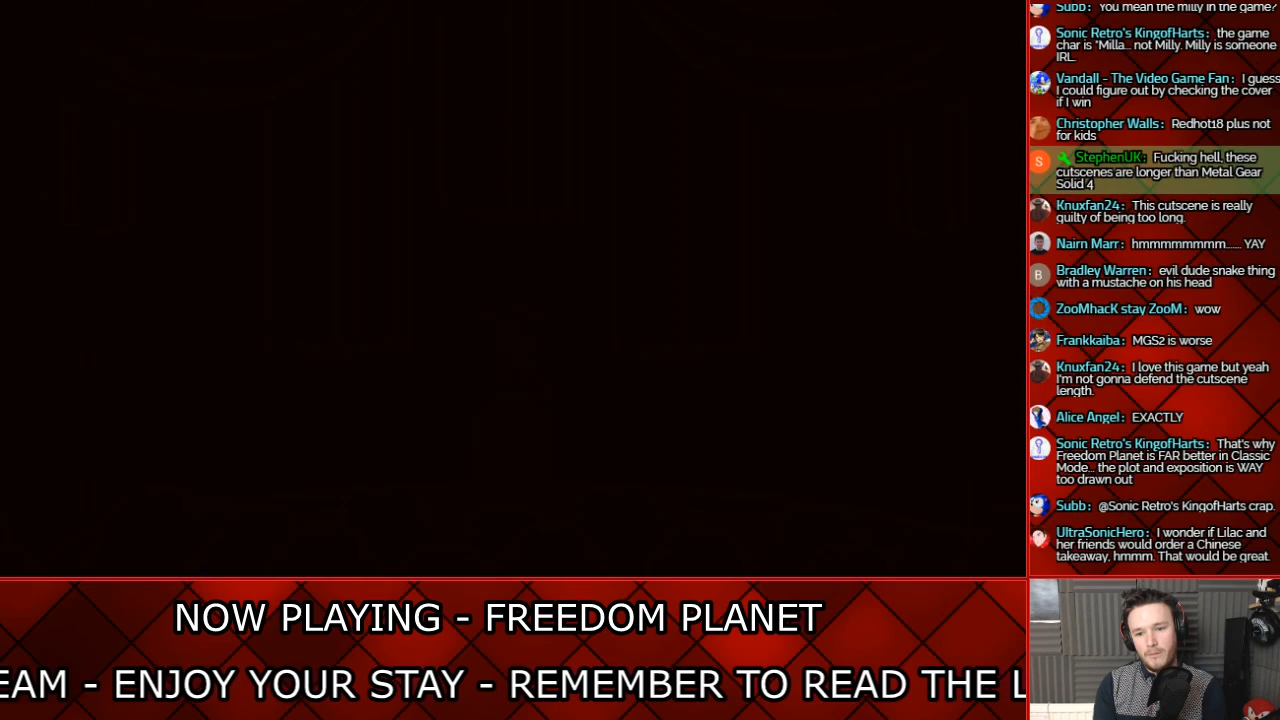 Subb: You mean the milly in the game?
Sonic Retro's KingofHarts: the game
char is "Milla... not Milly. Milly is someone
IRL.
Vandall - The Video Game Fan: I guess
I could figure out by checking the cover
if I win
Christopher Walls: Redhot18 plus not
for kids
S
StephenUK: Fucking hell, these
cutscenes are longer than Metal Gear
Solid 4
Knuxfan24: This cutscene is really
guilty of being too long.
Nairn Marr: hmmmmmmmm....... YAY
B
Bradley Warren: evil dude snake thing
with a mustache on his head
ZooMhacK stay ZooM: wow
Frankkaiba: MGS2 is worse
Knuxfan24: I love this game but yeah
I'm not gonna defend the cutscene
length.
Alice Angel: EXACTLY
Sonic Retro's KingofHarts: That's why
Freedom Planet is FAR better in Classic
Mode... the plot and exposition is WAY
too drawn out
Subb: @Sonic Retro's KingofHarts crap.
UltraSonicHero: I wonder if Lilac and
her friends would order a Chinese
takeaway, hmmm. That would be great.
NOW PLAYING - FREEDOM PLANET
EAM - ENJOY YOUR STAY - REMEMBER TO READ THE L